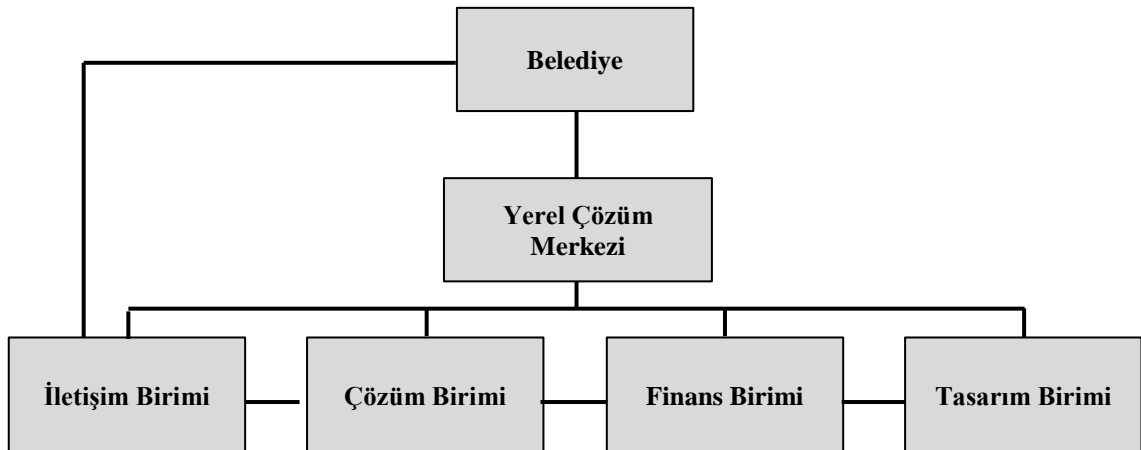 Belediye
Yerel Çözüm
Merkezi
İletişim Birimi
Çözüm Birimi
Finans Birimi
Tasarım Birimi